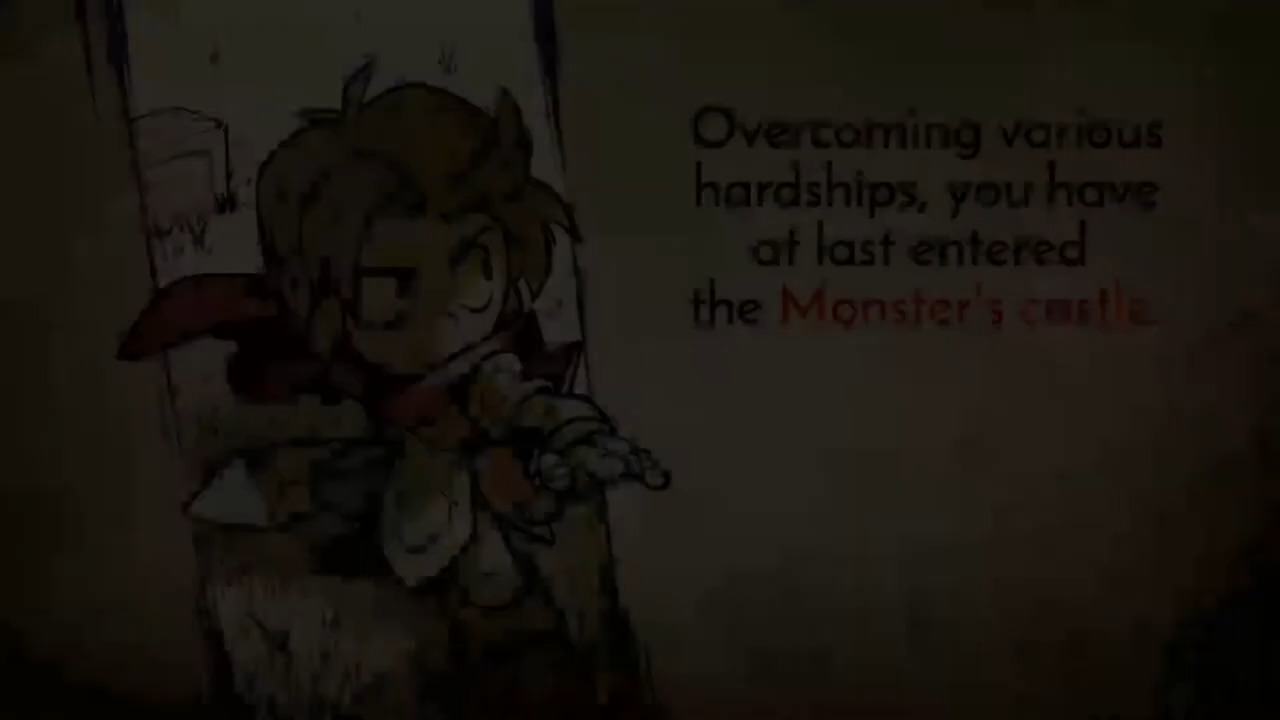 Overcoming various
hardships, you have
at last entered
the Monster's castle.